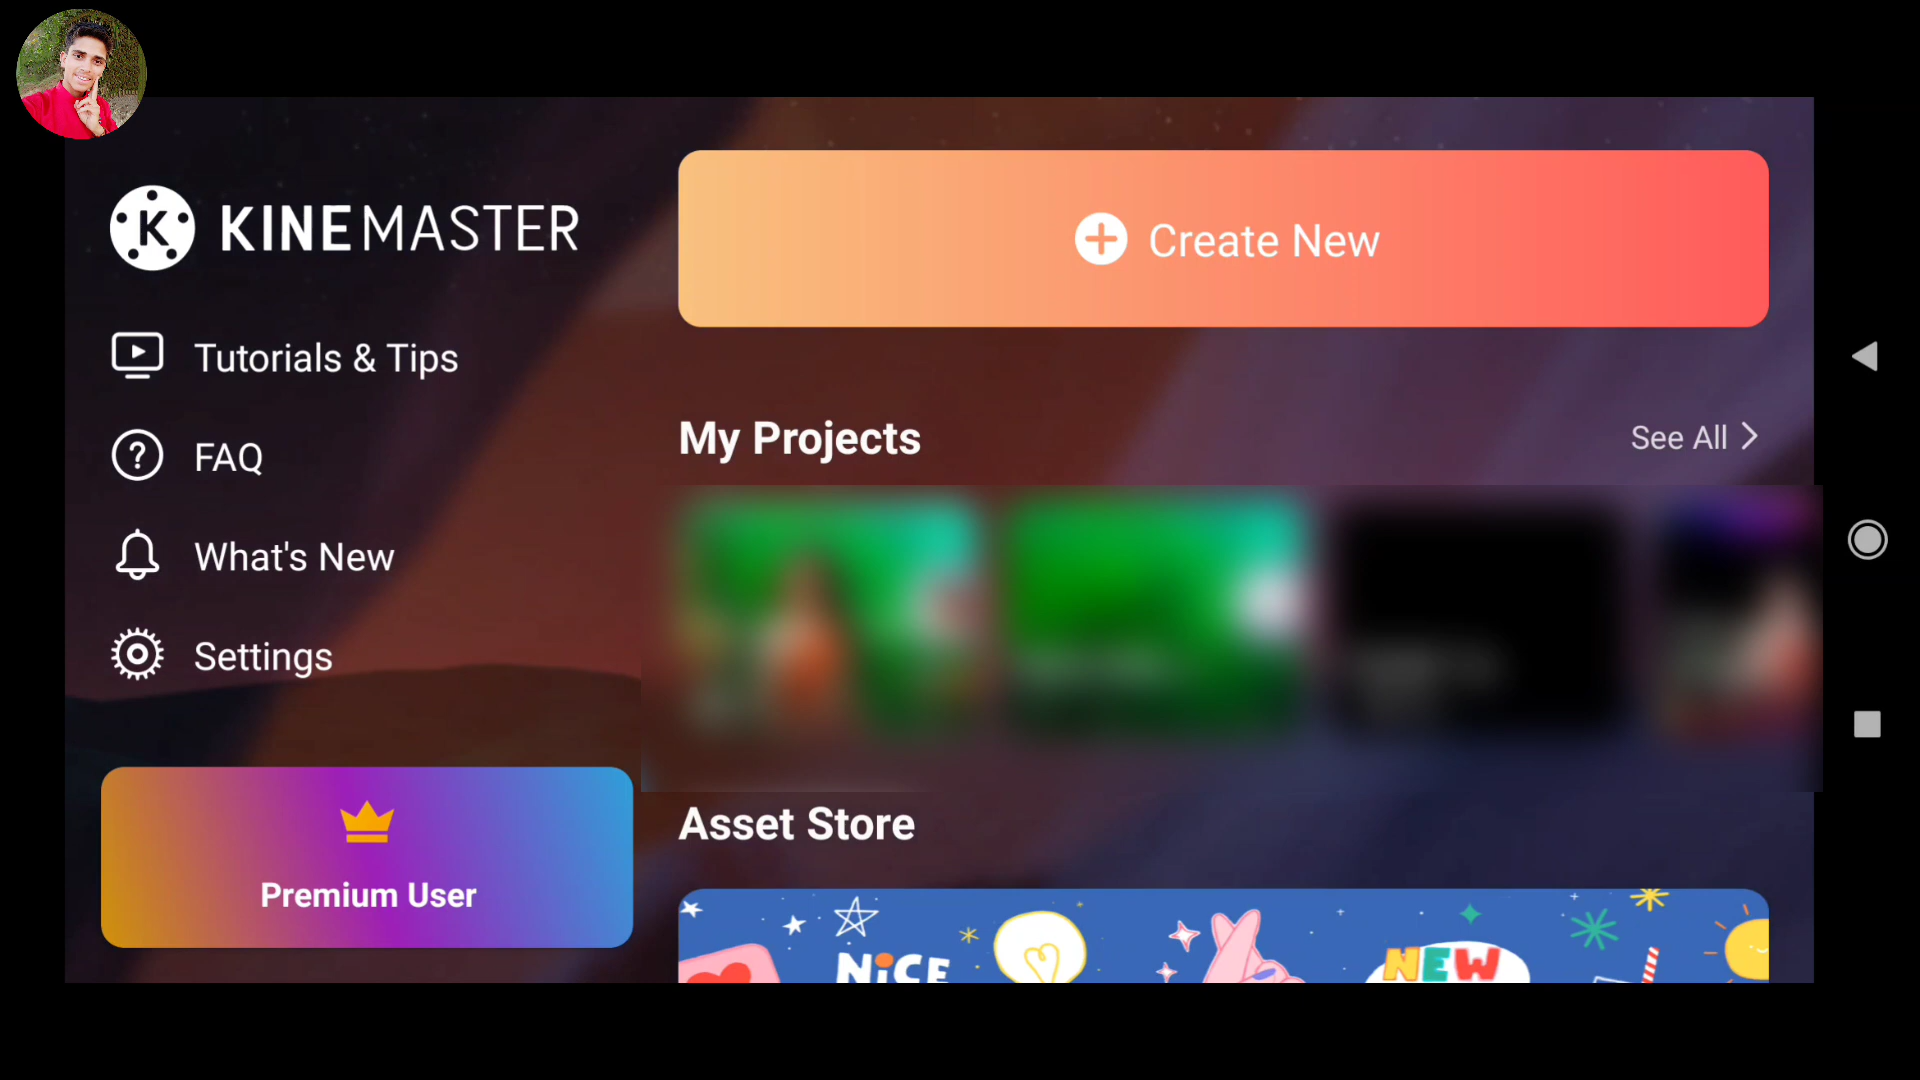 KINEMASTER
Tutorials & Tips
FAQ
What's New
Settings
Premium User
Create New
My Projects
See All
Asset Store
NiCE
NEW